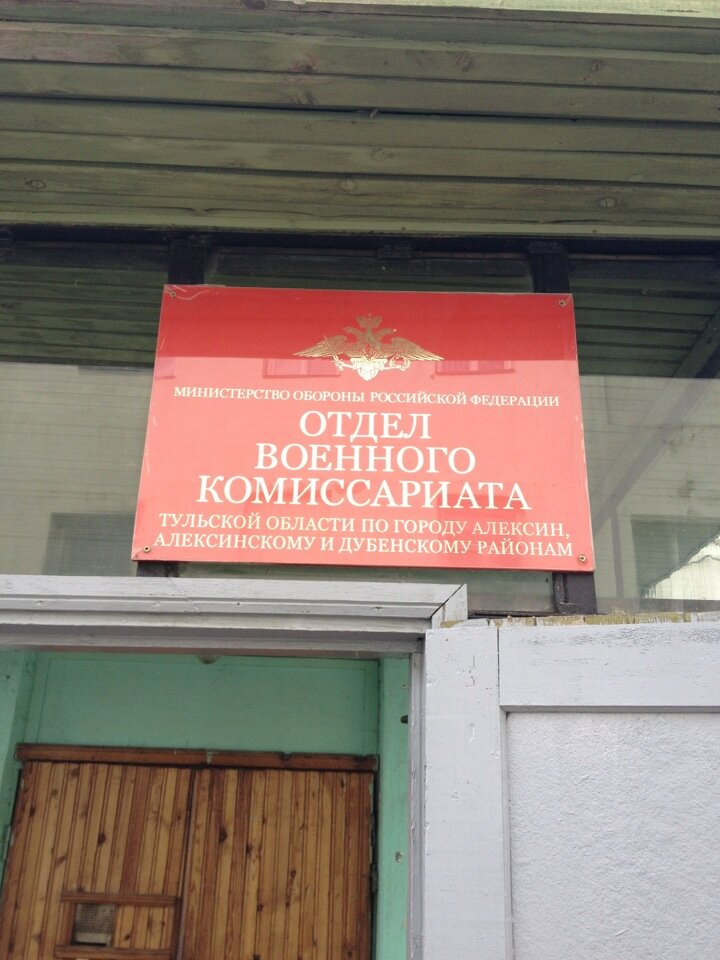 МИНИСТЕРСТВО ОБОРОНЫ РОССИЙСКОЙ ФЕДЕРАЦИИ
ОТДЕЛ
ВОЕННОГО
КОМИССАРИАТА
ТУЛЬСКОЙ ОБЛАСТИ ПО ГОРОДУ АЛЕКСИН,
АЛЕКСИНСКОМУ И ДУБЕНСКОМУ РАЙОНАМ